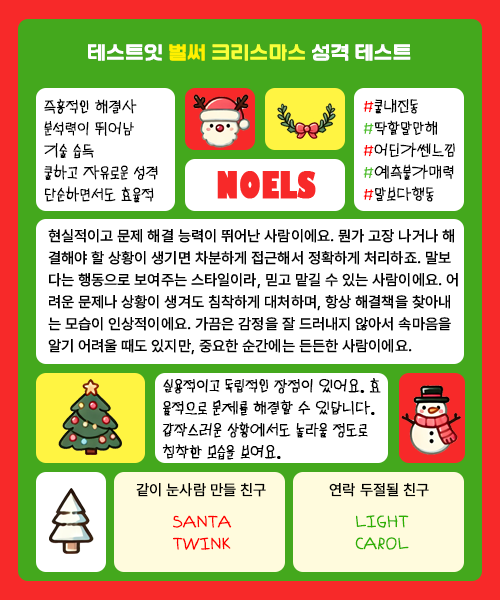 테스트잇 벌써 크리스마스 성격 테스트
즉흥적인 해결사
분석력이 뛰어남
기술 습득
쿨하고 자유로운 성격
단순하면서도 효율적
NOELS
#쿨내진동
#딱할말만해
#어딘가쎈느낌
#예측불가매력
#말보다행동
현실적이고 문제 해결 능력이 뛰어난 사람이에요. 뭔가 고장 나거나 해
결해야 할 상황이 생기면 차분하게 접근해서 정확하게 처리하죠. 말보
다는 행동으로 보여주는 스타일이라, 믿고 맡길 수 있는 사람이에요. 어
려운 문제나 상황이 생겨도 침착하게 대처하며, 항상 해결책을 찾아내
는 모습이 인상적이에요. 가끔은 감정을 잘 드러내지 않아서 속마음을
알기 어려울 때도 있지만, 중요한 순간에는 든든한 사람이에요.
실용적이고 독립적인 장점이 있어요. 효
율적으로 문제를 해결할 수 있답니다.
갑작스러운 상황에서도 놀라울 정도로
침착한 모습을 보여요.
같이 눈사람 만들 친구
SANTA
TWINK
연락 두절될 친구
LIGHT
CAROL